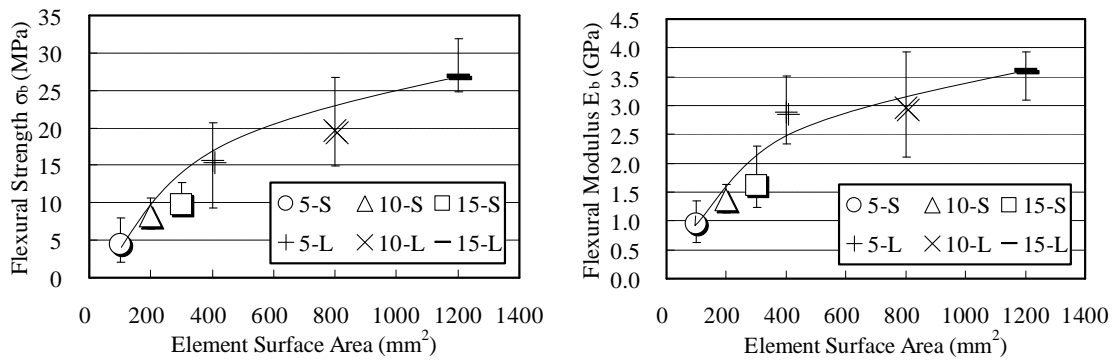 35
30
25
20
15
10
5
0
Flexural Strength σb (MPa)
5-S 10-S 15-S
5-L 10-L 15-L
0 200 400 600 800 1000 1200 1400
Element Surface Area (mm²)
4.5
4.0
3.5
3.0
2.5
2.0
1.5
1.0
0.5
0.0
Flexural Modulus Eb (GPa)
5-S 10-S 15-S
5-L 10-L 15-L
0 200 400 600 800 1000 1200 1400
Element Surface Area (mm²)